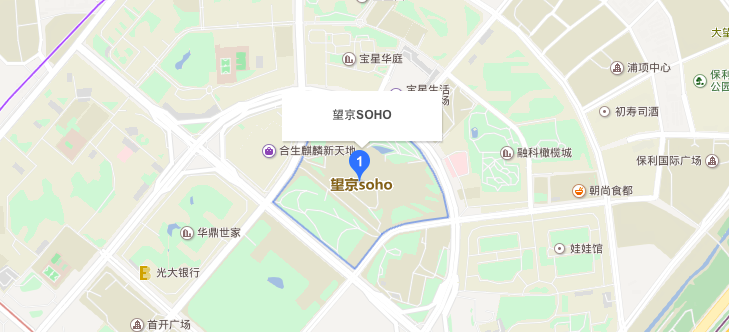 宝星华庭
大望
浦项中心
保利
公园
宝星生活
场
初寿司酒
望京SOHO
合生麒麟新天地
1
融科橄榄城
保利国际广场
望京soho
朝尚食都
华鼎世家
娃娃馆
光大银行
首开广场